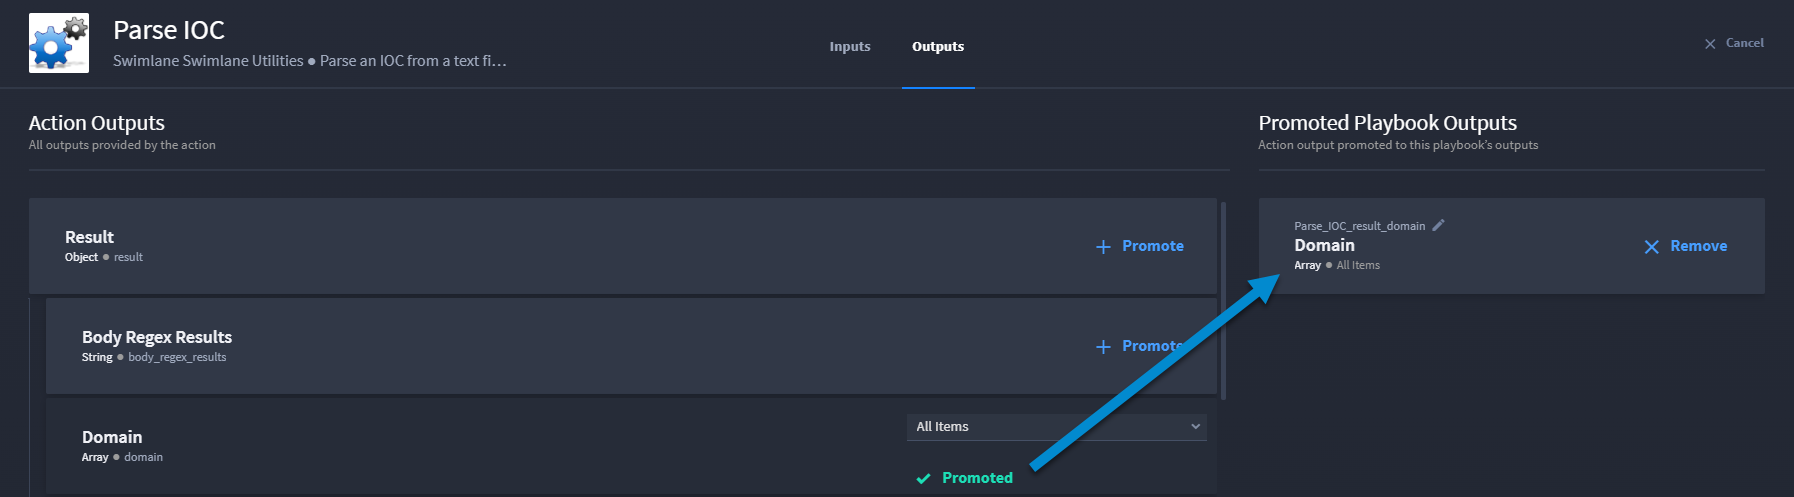 Parse IOC
Swimlane Swimlane Utilities ● Parse an IOC from a text fi...
Inputs
Outputs
Cancel
Action Outputs
All outputs provided by the action
Result
Object ● result
Promote
Body Regex Results
String ● body_regex_results
Promote
Domain
Array ● domain
All Items
Promoted
Promoted Playbook Outputs
Action output promoted to this playbook's outputs
Parse_IOC_result_domain
Domain
Array ● All Items
Remove